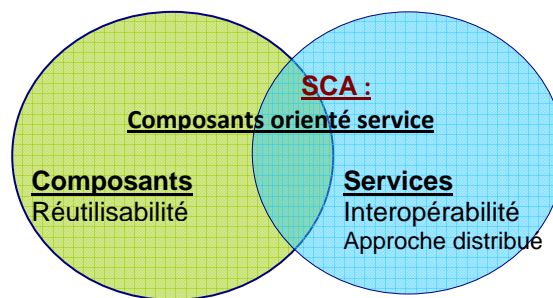 SCA :
Composants orienté service
Composants
Réutilisabilité
Services
Interopérabilité
Approche distribué